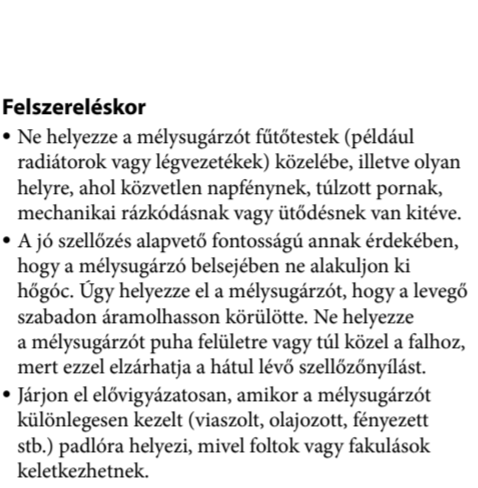 Felszereléskor
• Ne helyezze a mélysugárzót fűtőtestek (például
radiátorok vagy légvezetékek) közelébe, illetve olyan
helyre, ahol közvetlen napfénynek, túlzott pornak,
mechanikai rázkódásnak vagy ütődésnek van kitéve.
• A jó szellőzés alapvető fontosságú annak érdekében,
hogy a mélysugárzó belsejében ne alakuljon ki
hőgóc. Úgy helyezze el a mélysugárzót, hogy a levegő
szabadon áramolhasson körülötte. Ne helyezze
a mélysugárzót puha felületre vagy túl közel a falhoz,
mert ezzel elzárhatja a hátul lévő szellőzőnyílást.
• Járjon el elővigyázatosan, amikor a mélysugárzót
különlegesen kezelt (viaszolt, olajozott, fényezett
stb.) padlóra helyezi, mivel foltok vagy fakulások
keletkezhetnek.